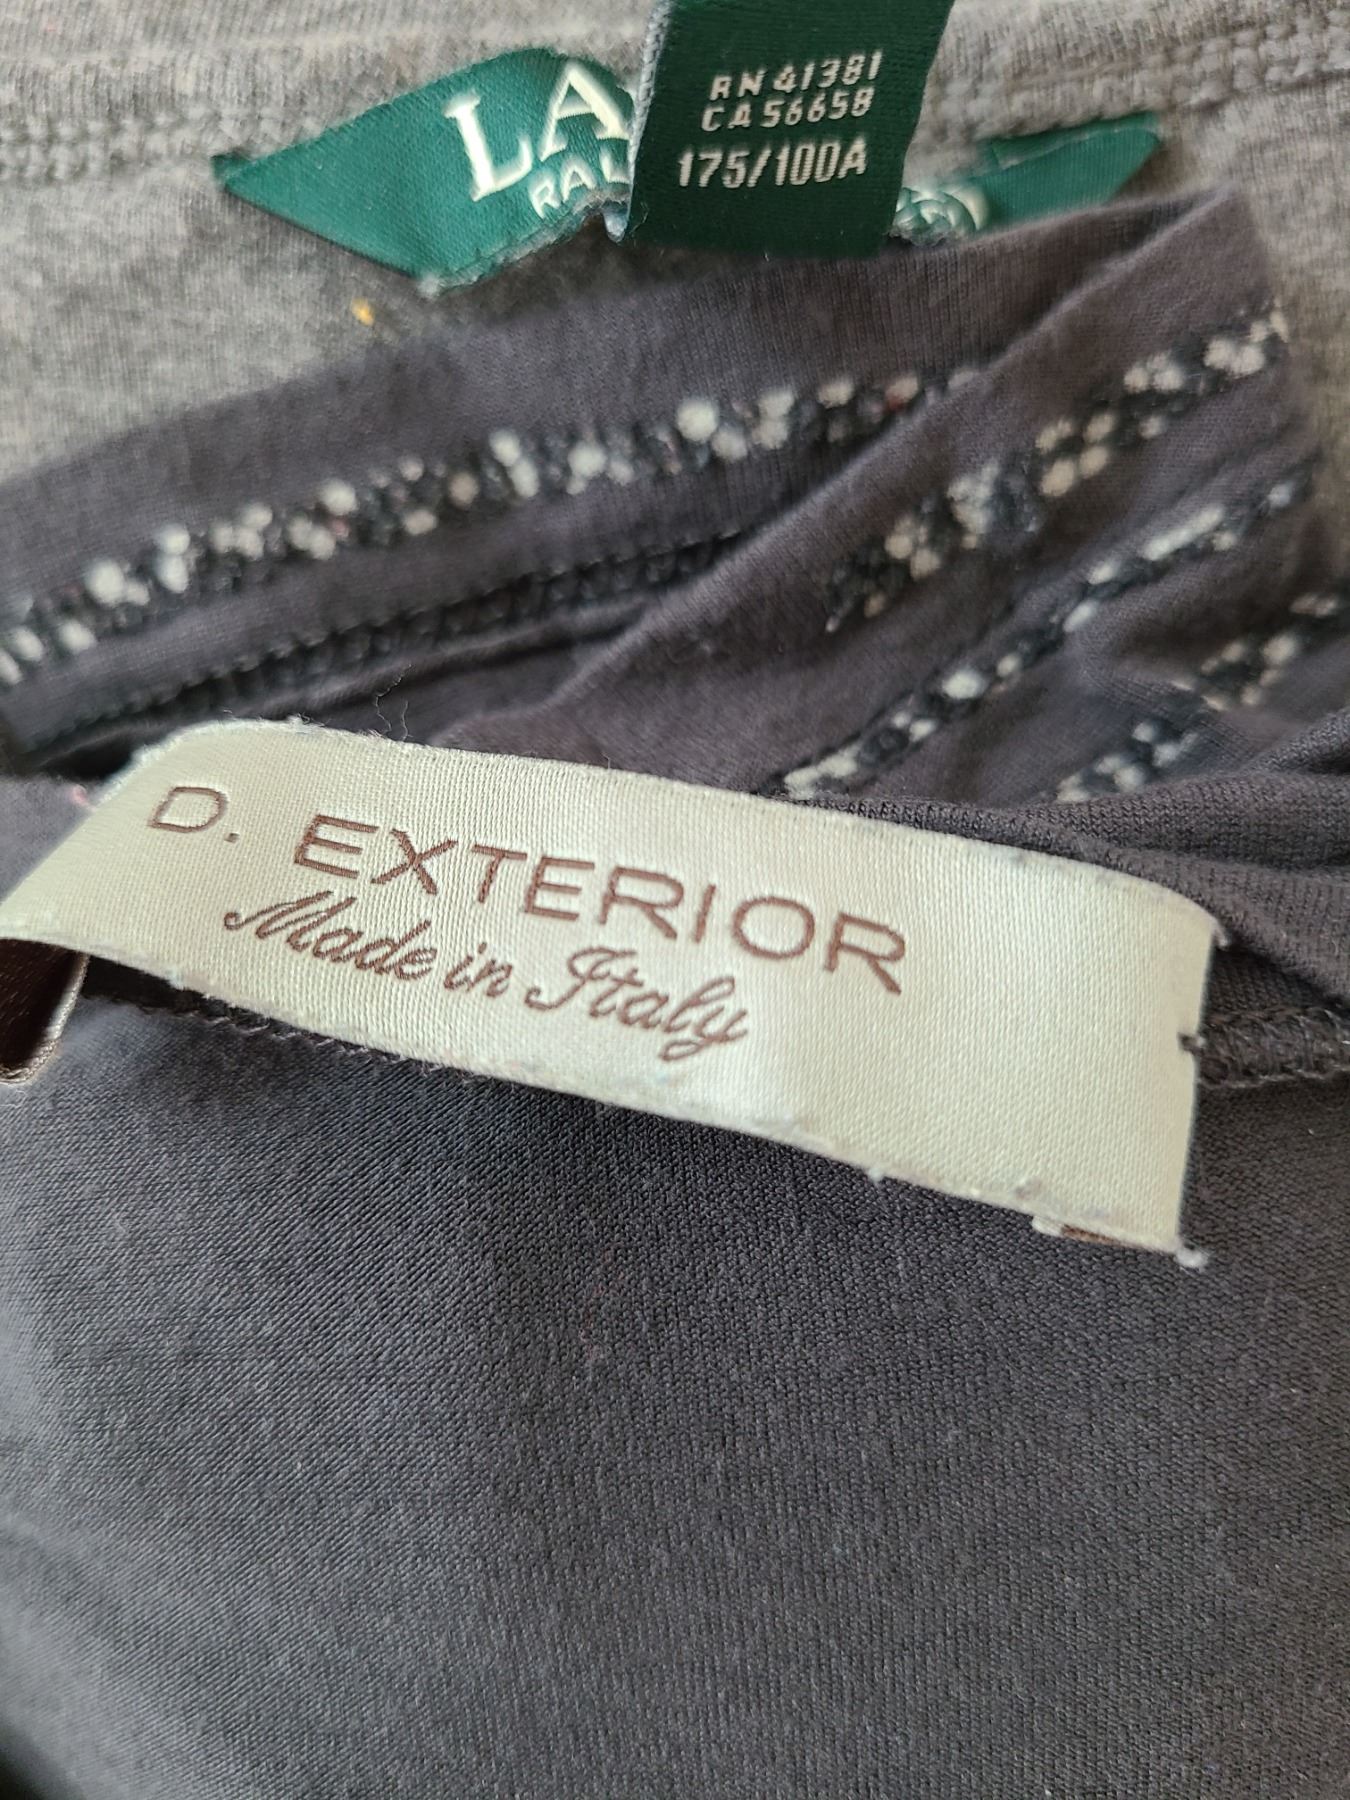 LA
RAL
RN 41381
CA 56658
175/100A
D. EXTERIOR
Made in Italy